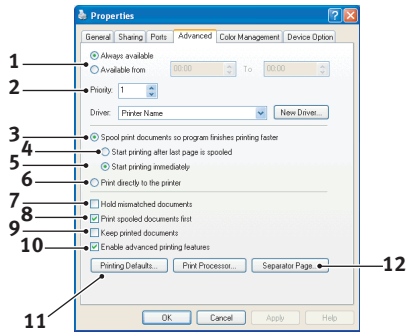 Properties
General Sharing Ports Advanced Color Management Device Option
1 Always available
Available from 00:00 To 00:00
2 Priority: 1
Driver: Printer Name New Driver...
3 Spool print documents so program finishes printing faster
4 Start printing after last page is spooled
5 Start printing immediately
6 Print directly to the printer
7 Hold mismatched documents
8 Print spooled documents first
9 Keep printed documents
10 Enable advanced printing features
Printing Defaults... Print Processor... Separator Page... 12
11 OK Cancel Apply Help